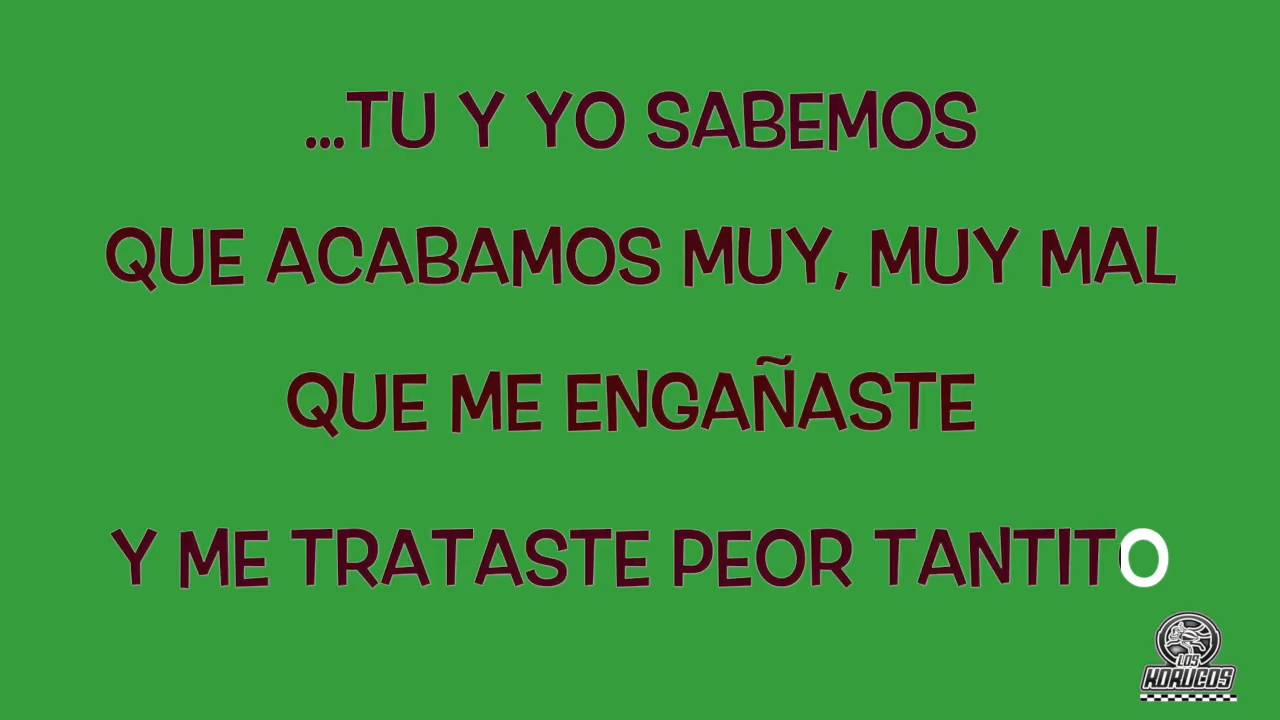 ...TU Y YO SABEMOS
QUE ACABAMOS MUY, MUY MAL
QUE ME ENGAÑASTE
Y ME TRATASTE PEOR TANTITO
LOS
KORUCOS